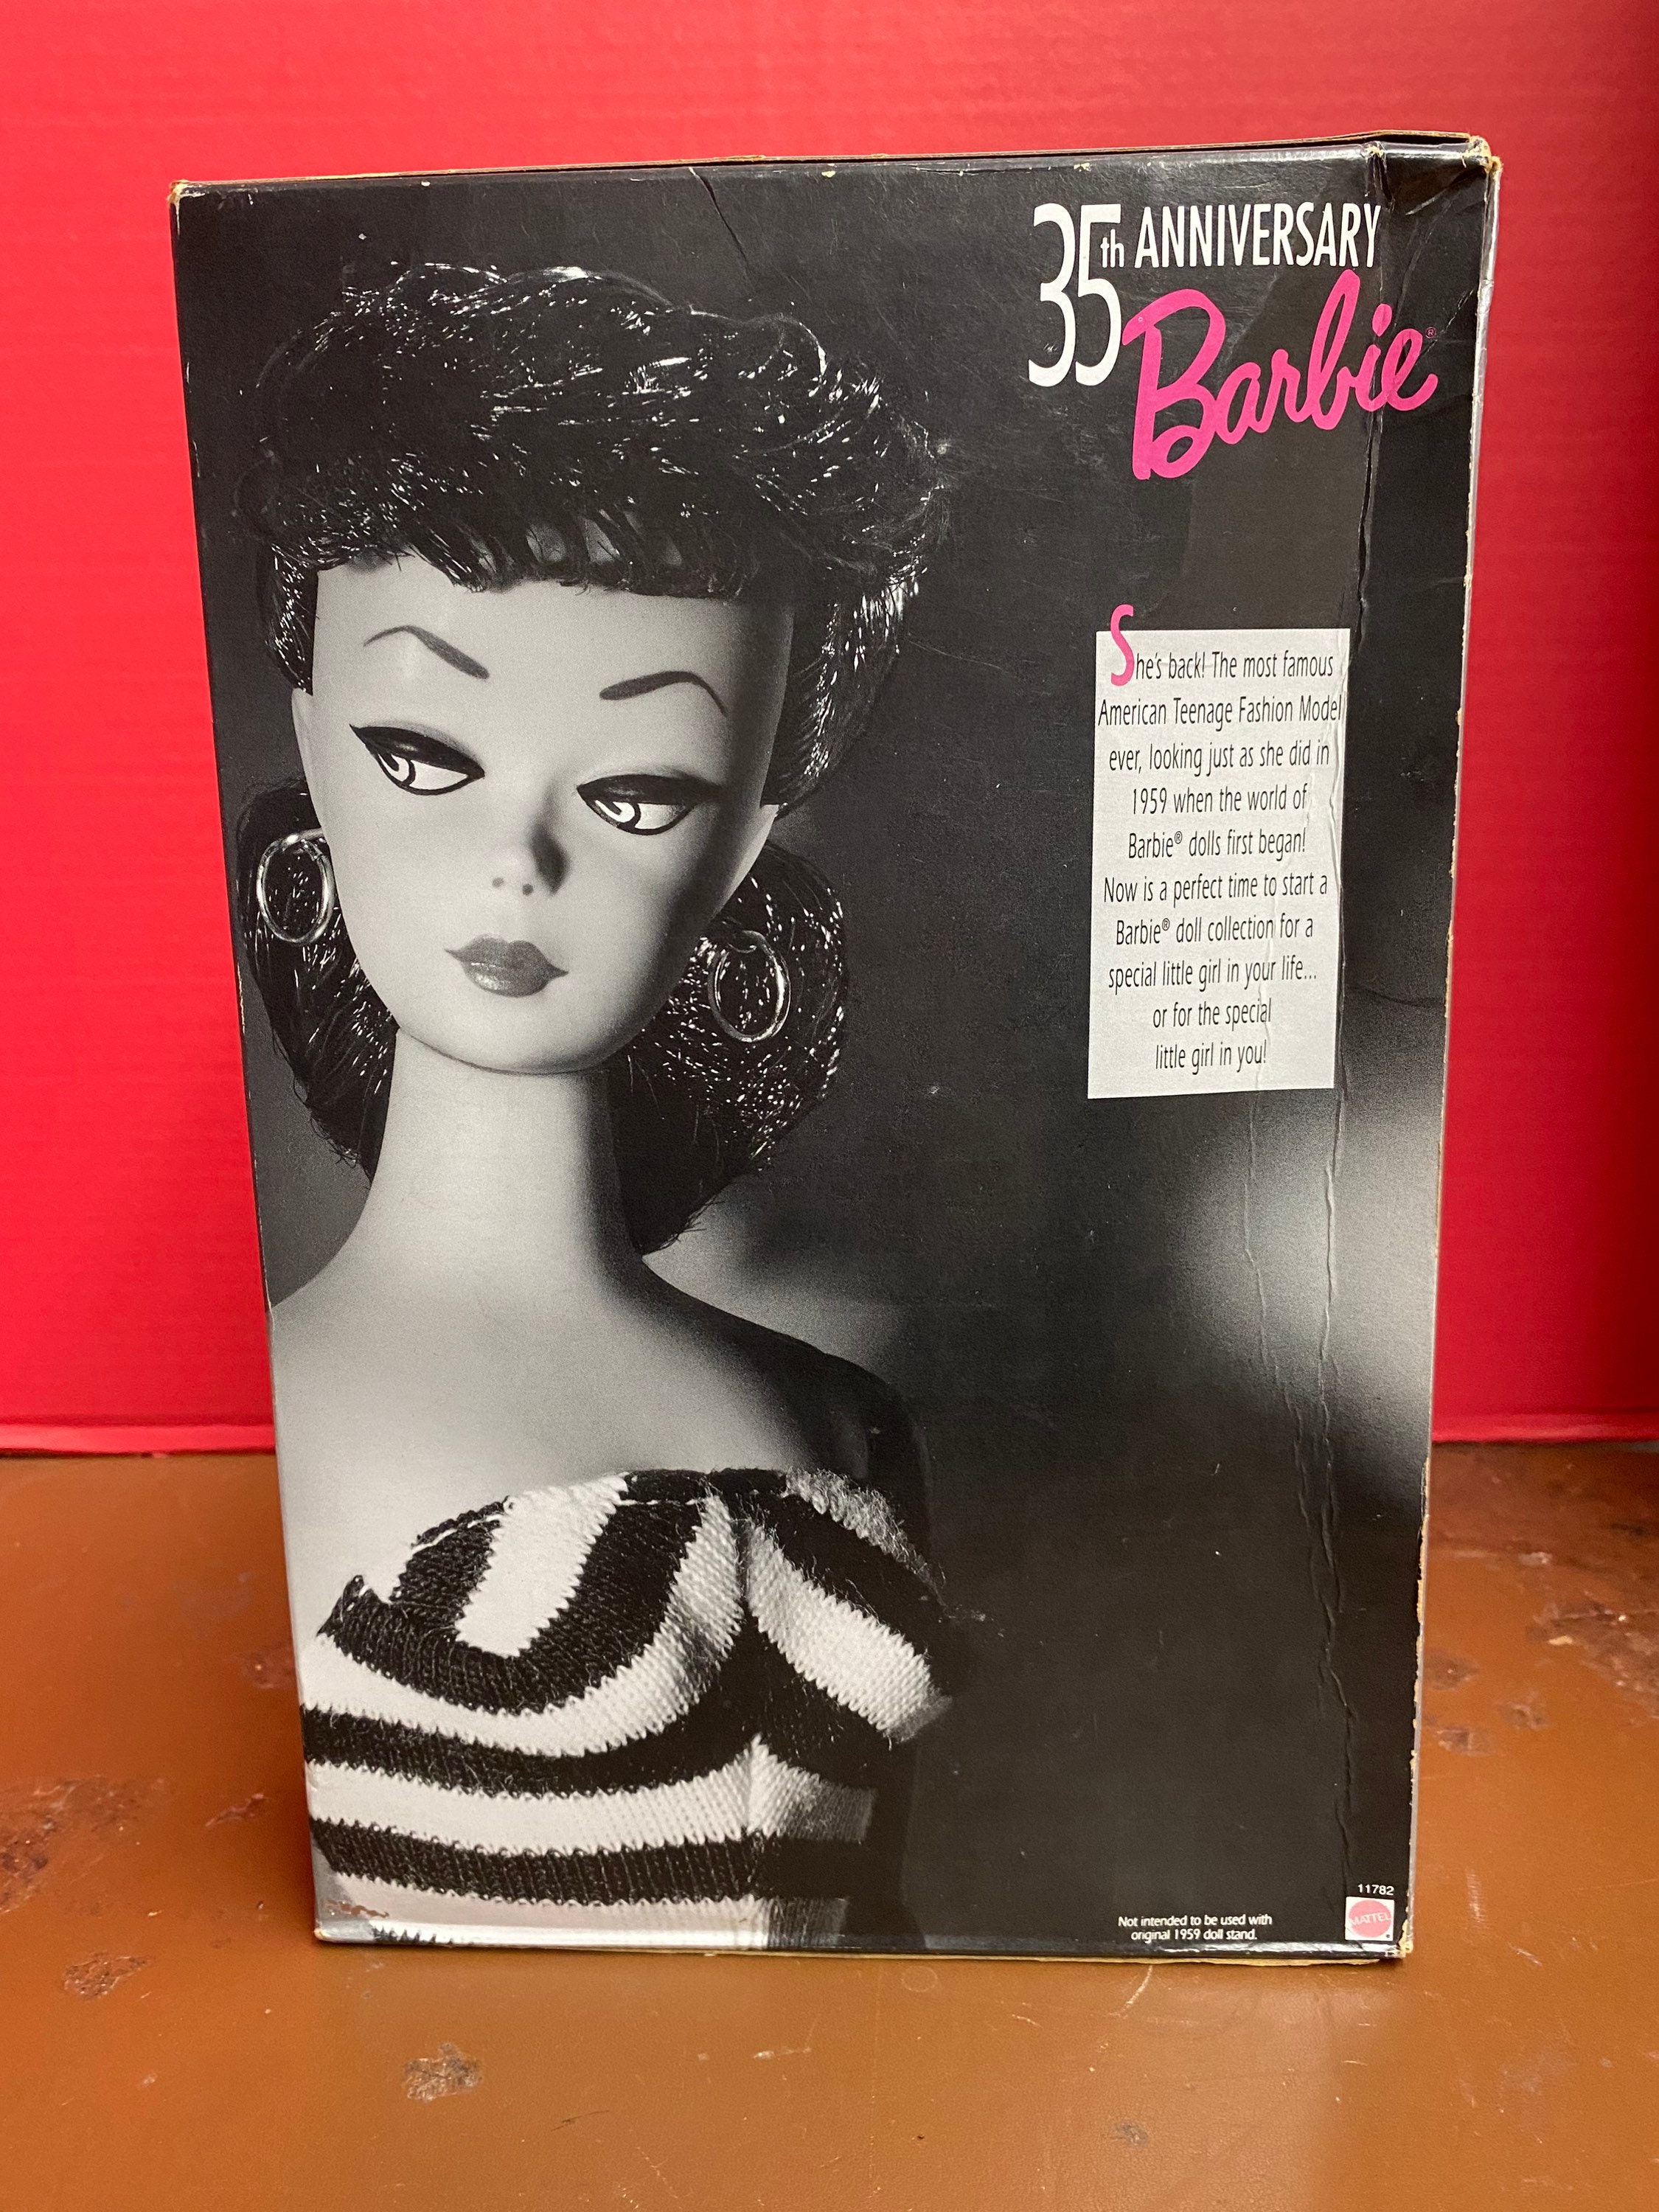 35th ANNIVERSARY
Barbie®
She's back! The most famous
American Teenage Fashion Model
ever, looking just as she did in
1959 when the world of
Barbie® dolls first began!
Now is a perfect time to start a
Barbie® doll collection for a
special little girl in your life...
or for the special
little girl in you!
11782
Not intended to be used with
original 1959 doll stand.
MATTEL